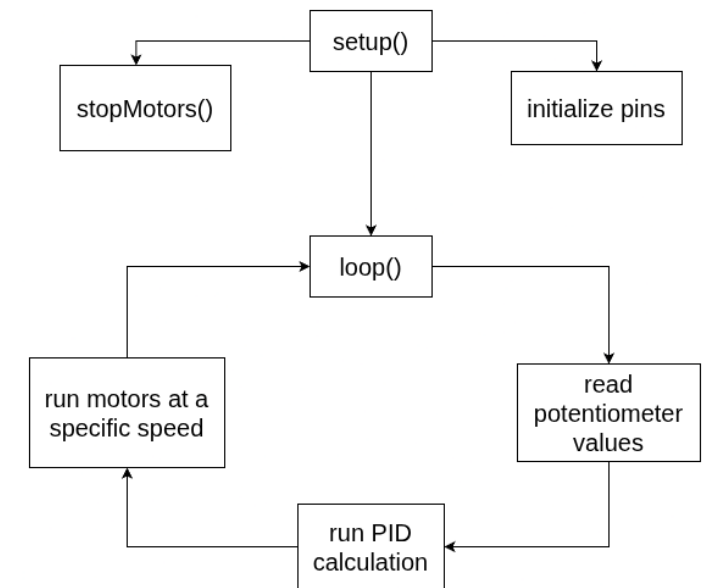 setup()
stopMotors()
initialize pins
loop()
read
potentiometer
values
run motors at a
specific speed
run PID
calculation